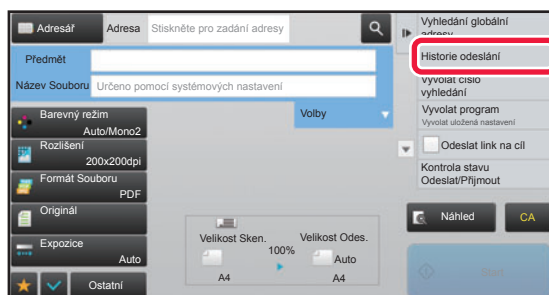 Adresář
Adresa
Stiskněte pro zadání adresy
Předmět
Název Souboru
Určeno pomocí systémových nastavení
Barevný režim
Auto/Mono2
Rozlišení
200x200dpi
Formát Souboru
PDF
Originál
Expozice
Auto
Ostatní
Volby
Velikost Sken.
100%
Velikost Odes.
A4
Auto
A4
Vyhledání globální
adresy
Historie odeslání
Vyvolat číslo
vyhledání
Vyvolat program
Vyvolat uložená nastavení
Odeslat link na cíl
Kontrola stavu
Odeslat/Přijmout
Náhled
CA
Start